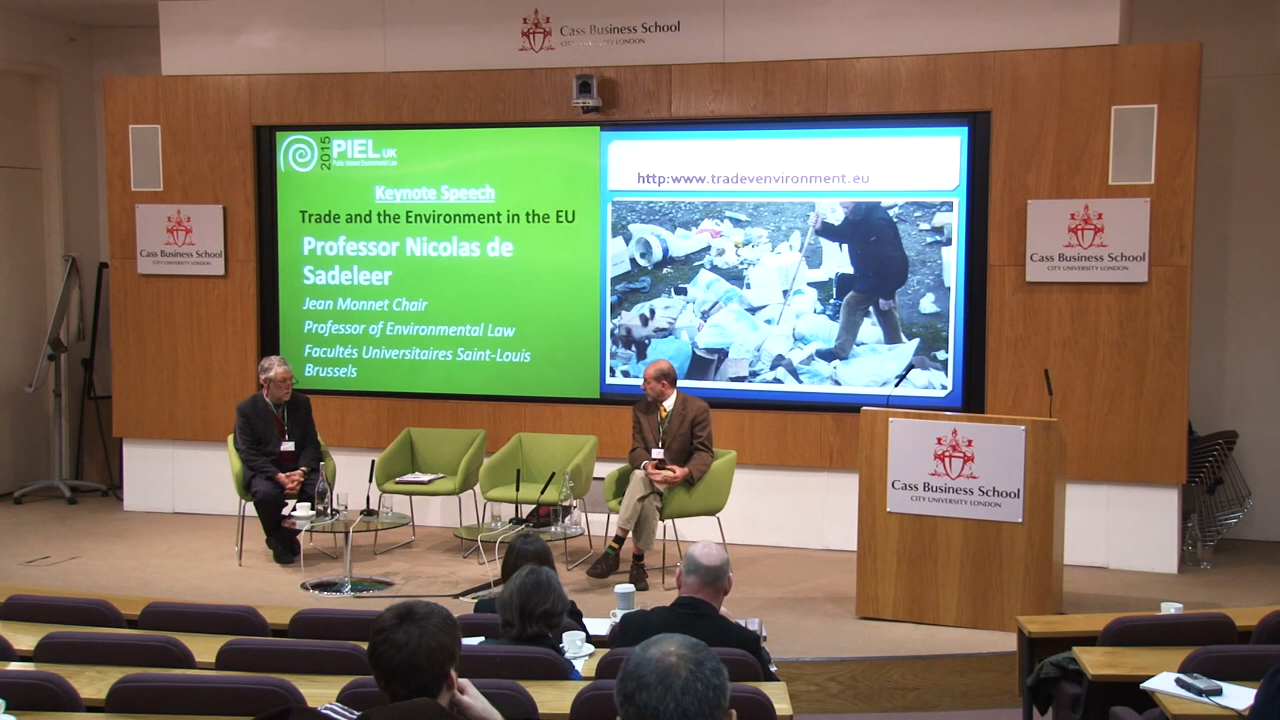 Cass Business School
CITY UNIVERSITY LONDON
2015
PIEL UK
Public Interest Environmental Law
Keynote Speech
Trade and the Environment in the EU
Professor Nicolas de
Sadeleer
Jean Monnet Chair
Professor of Environmental Law
Facultés Universitaires Saint-Louis
Brussels
http:www.tradevenvironment.eu
Cass Business School
CITY UNIVERSITY LONDON
Cass Business School
CITY UNIVERSITY LONDON
Cass Business School
CITY UNIVERSITY LONDON